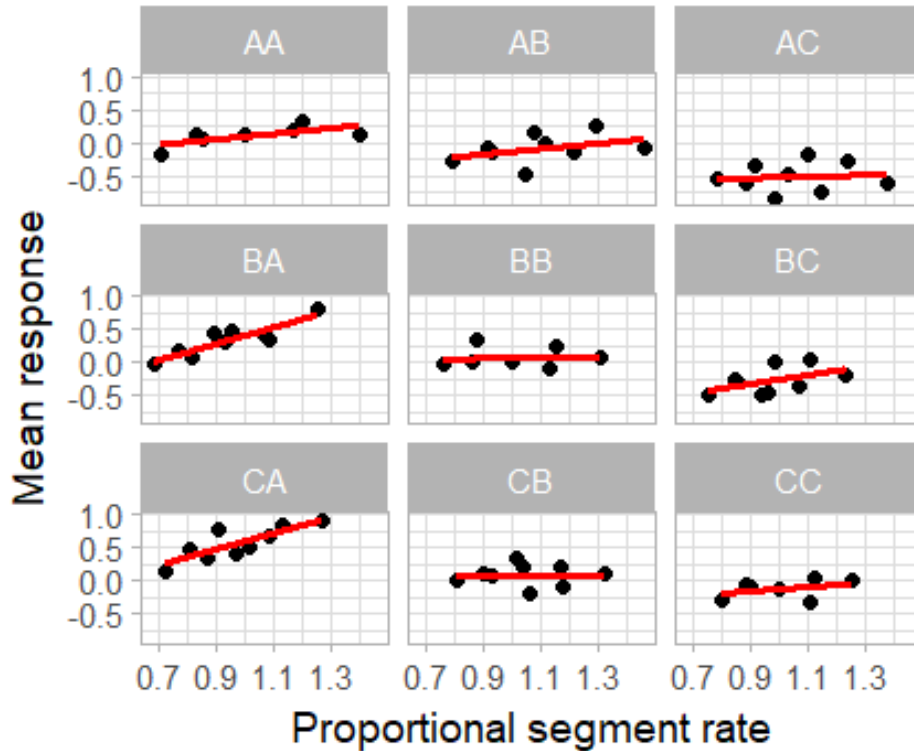 AA AB AC
1.0
0.5
0.0
-0.5
BA BB BC
1.0
0.5
0.0
-0.5
CA CB CC
1.0
0.5
0.0
-0.5
0.7 0.9 1.1 1.3 0.7 0.9 1.1 1.3 0.7 0.9 1.1 1.3
Mean response
Proportional segment rate